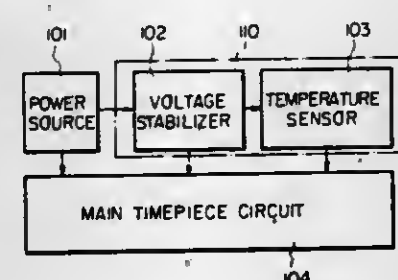 101
102
110
103
POWER
SOURCE
VOLTAGE
STABILIZER
TEMPERATURE
SENSOR
MAIN TIMEPIECE CIRCUIT
104